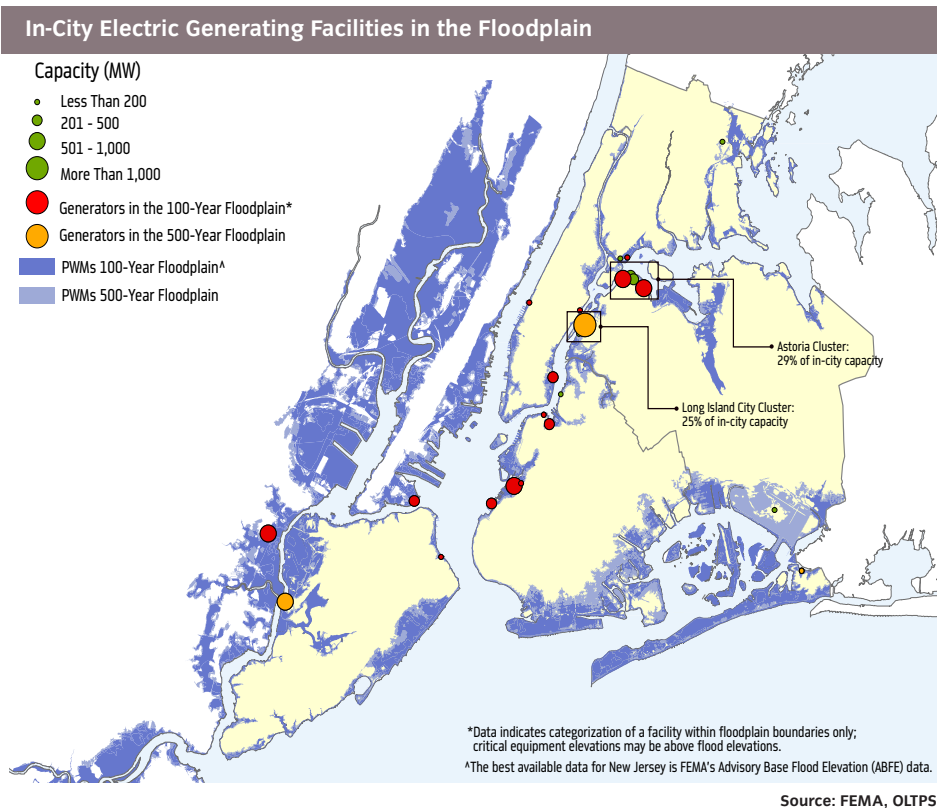 In-City Electric Generating Facilities in the Floodplain
Capacity (MW)
Less Than 200
201 - 500
501 - 1,000
More Than 1,000
Generators in the 100-Year Floodplain*
Generators in the 500-Year Floodplain
PWMs 100-Year Floodplain^
PWMs 500-Year Floodplain
Astoria Cluster:
29% of in-city capacity
Long Island City Cluster:
25% of in-city capacity
*Data indicates categorization of a facility within floodplain boundaries only;
critical equipment elevations may be above flood elevations.
^The best available data for New Jersey is FEMA's Advisory Base Flood Elevation (ABFE) data.
Source: FEMA, OLTPS